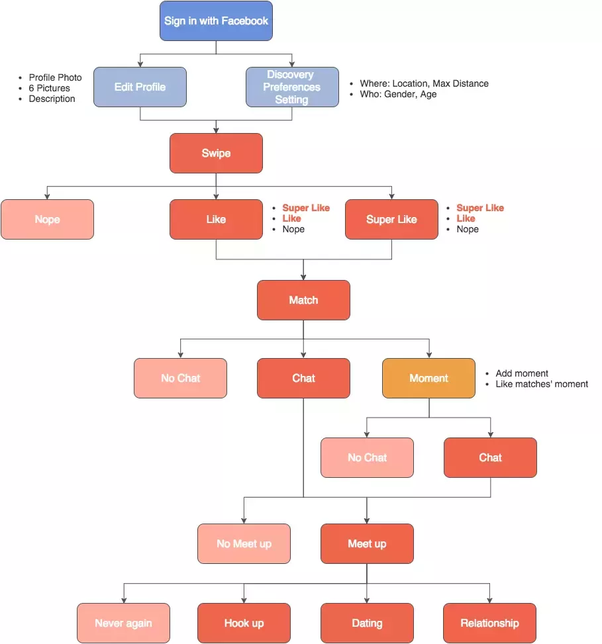 Sign in with Facebook
• Profile Photo
• 6 Pictures
• Description
Edit Profile
Discovery
Preferences
Setting
• Where: Location, Max Distance
• Who: Gender, Age
Swipe
Nope
Like
• Super Like
• Like
• Nope
Super Like
• Super Like
• Like
• Nope
Match
No Chat
Chat
Moment
• Add moment
• Like matches' moment
No Chat
Chat
No Meet up
Meet up
Never again
Hook up
Dating
Relationship